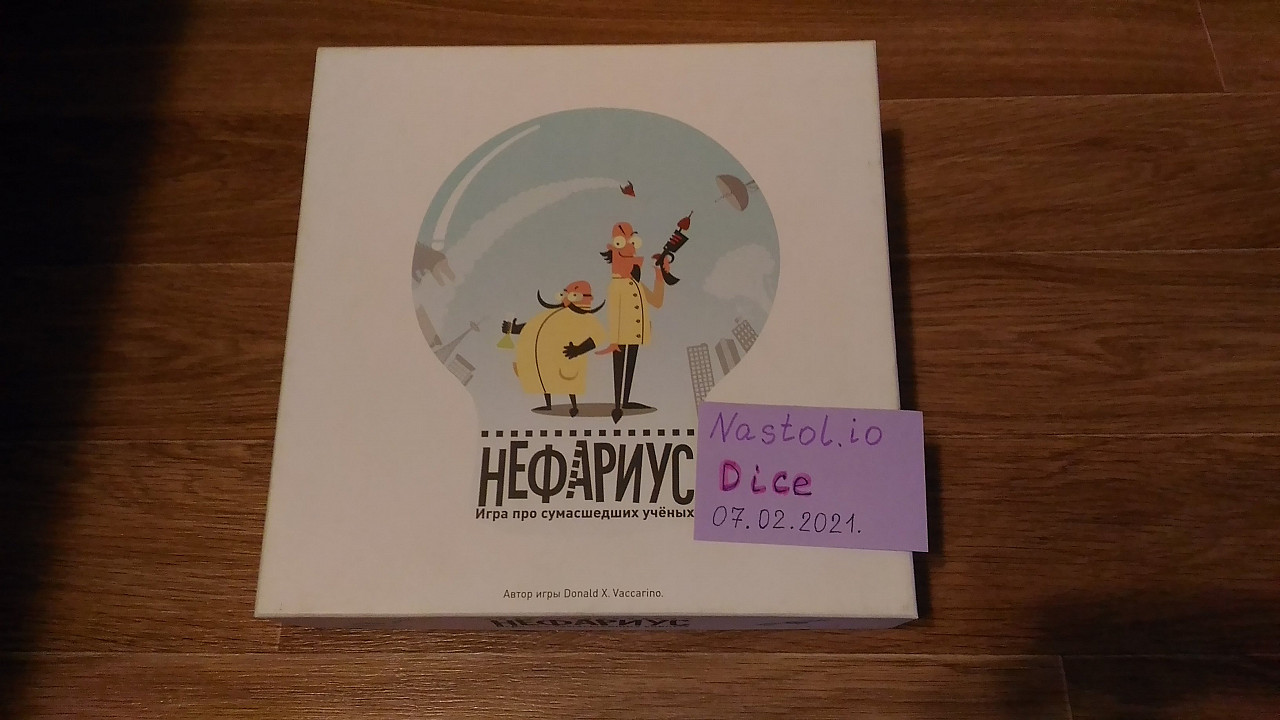 НЕФАРИУС
Игра про сумасшедших учёных
Nastol.io
Dice
07.02.2021.
Автор игры Donald X. Vaccarino.
НЕФАРИУС